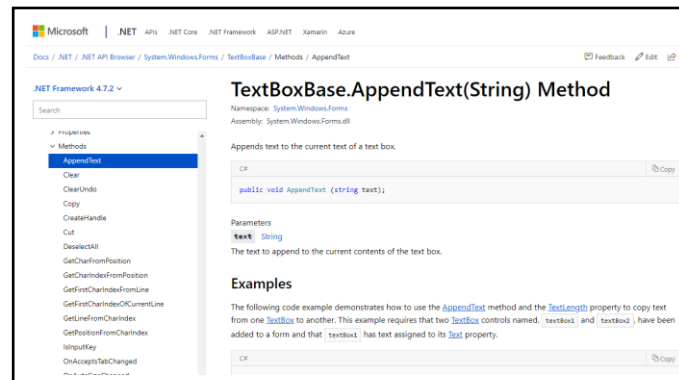 Microsoft | .NET APIs .NET Core .NET Framework ASP.NET Xamarin Azure
Docs / .NET / .NET API Browser / System.Windows.Forms / TextBoxBase / Methods / AppendText
Feedback Edit
.NET Framework 4.7.2
Search
Properties
Methods
AppendText
Clear
ClearUndo
Copy
CreateHandle
Cut
DeselectAll
GetCharFromPosition
GetCharIndexFromPosition
GetFirstCharIndexFromLine
GetFirstCharIndexOfCurrentLine
GetLineFromCharIndex
GetPositionFromCharIndex
IsInputKey
OnAcceptsTabChanged
TextBoxBase.AppendText(String) Method
Namespace: System.Windows.Forms
Assembly: System.Windows.Forms.dll
Appends text to the current text of a text box.
C# Copy
public void AppendText (string text);
Parameters
text String
The text to append to the current contents of the text box.
Examples
The following code example demonstrates how to use the AppendText method and the TextLength property to copy text
from one TextBox to another. This example requires that two TextBox controls named, textBox1 and textBox2, have been
added to a form and that textBox1 has text assigned to its Text property.
C# Copy